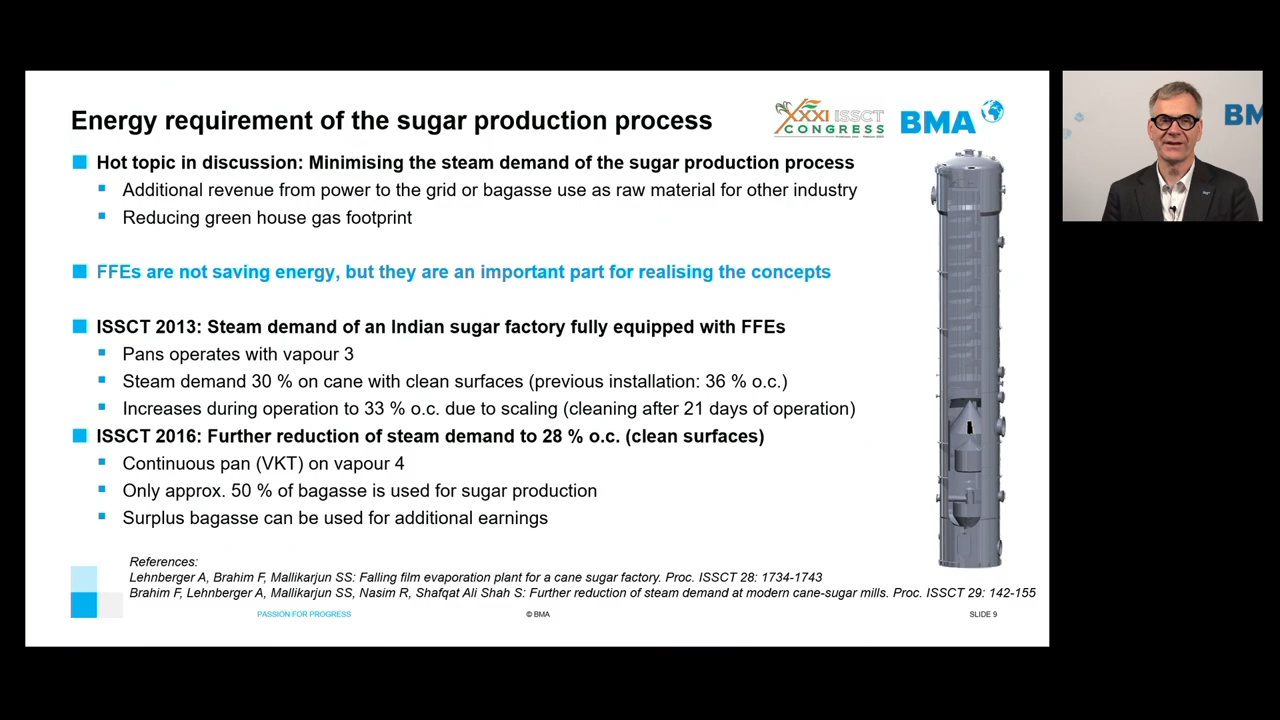 Energy requirement of the sugar production process
XXXI ISSCT
CONGRESS
BMA
Hot topic in discussion: Minimising the steam demand of the sugar production process
Additional revenue from power to the grid or bagasse use as raw material for other industry
Reducing green house gas footprint
FFEs are not saving energy, but they are an important part for realising the concepts
ISSCT 2013: Steam demand of an Indian sugar factory fully equipped with FFEs
Pans operates with vapour 3
Steam demand 30 % on cane with clean surfaces (previous installation: 36 % o.c.)
Increases during operation to 33 % o.c. due to scaling (cleaning after 21 days of operation)
ISSCT 2016: Further reduction of steam demand to 28 % o.c. (clean surfaces)
Continuous pan (VKT) on vapour 4
Only approx. 50 % of bagasse is used for sugar production
Surplus bagasse can be used for additional earnings
References:
Lehnberger A, Brahim F, Mallikarjun SS: Falling film evaporation plant for a cane sugar factory. Proc. ISSCT 28: 1734-1743
Brahim F, Lehnberger A, Mallikarjun SS, Nasim R, Shafqat Ali Shah S: Further reduction of steam demand at modern cane-sugar mills. Proc. ISSCT 29: 142-155
PASSION FOR PROGRESS
© BMA
SLIDE 9
BM